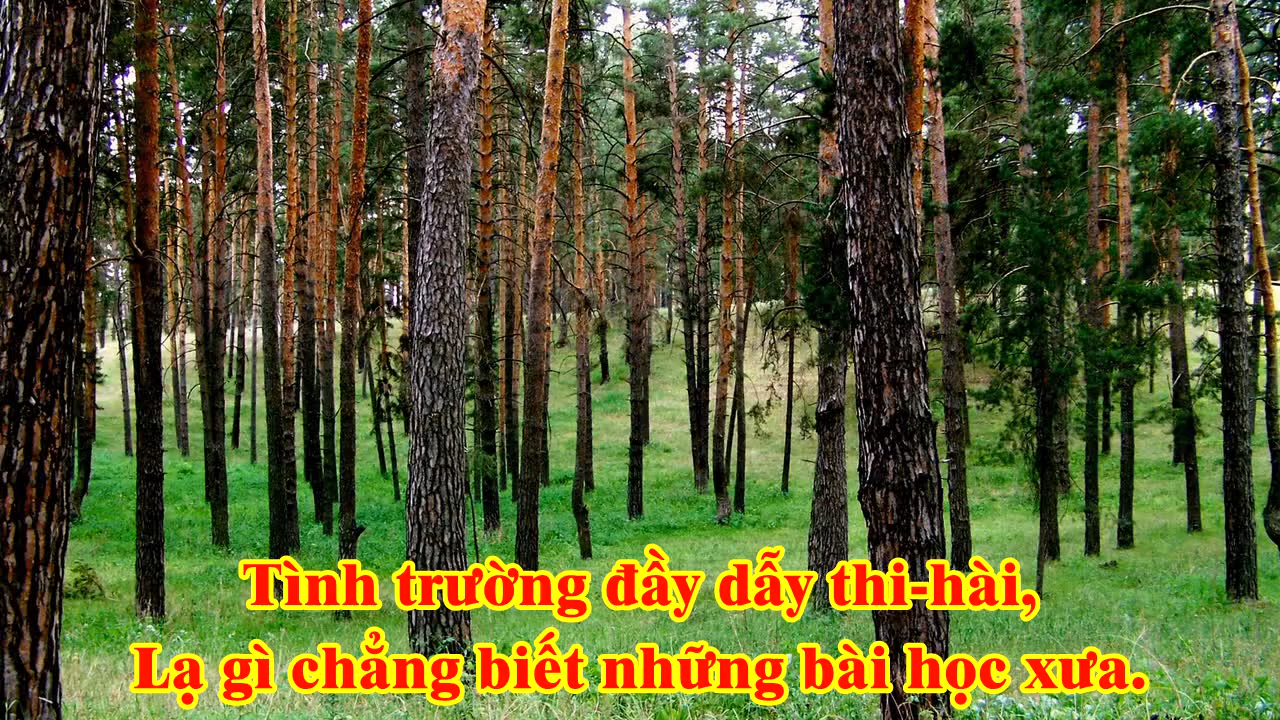 Tình trường đầy dẫy thi-hài,
Lạ gì chẳng biết những bài học xưa.